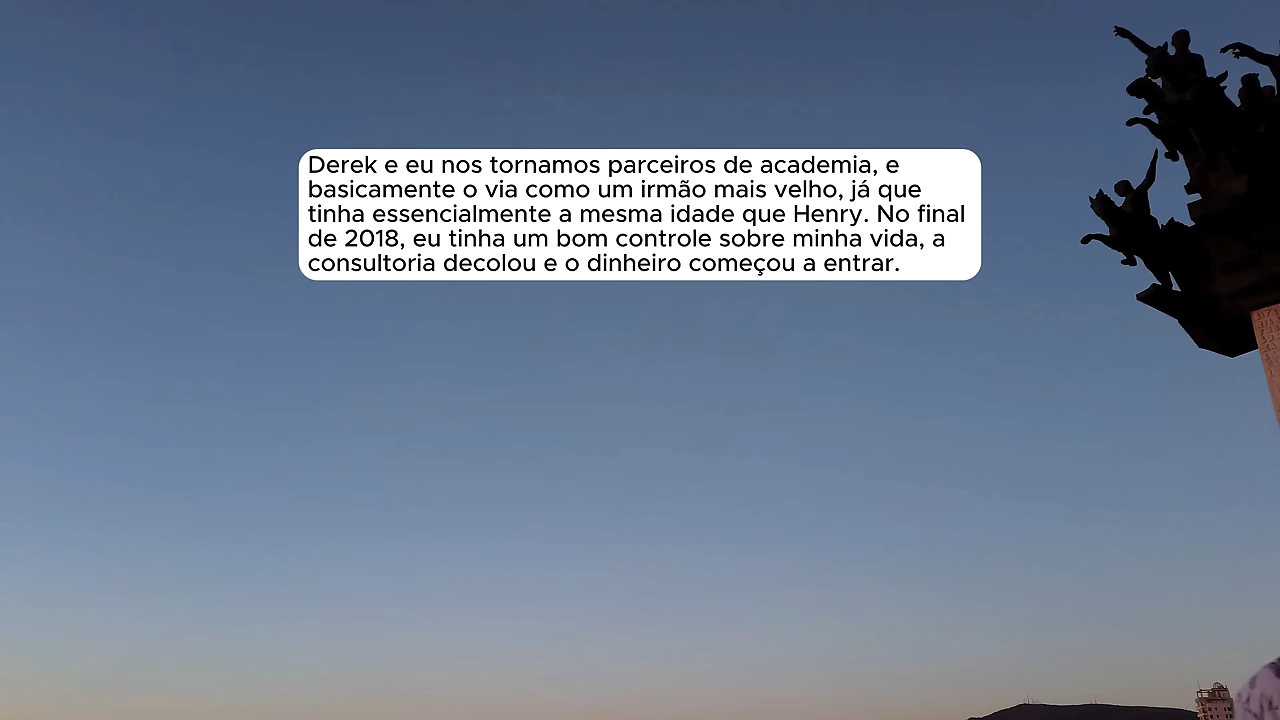 Derek e eu nos tornamos parceiros de academia, e
basicamente o via como um irmão mais velho, já que
tinha essencialmente a mesma idade que Henry. No final
de 2018, eu tinha um bom controle sobre minha vida, a
consultoria decolou e o dinheiro começou a entrar.